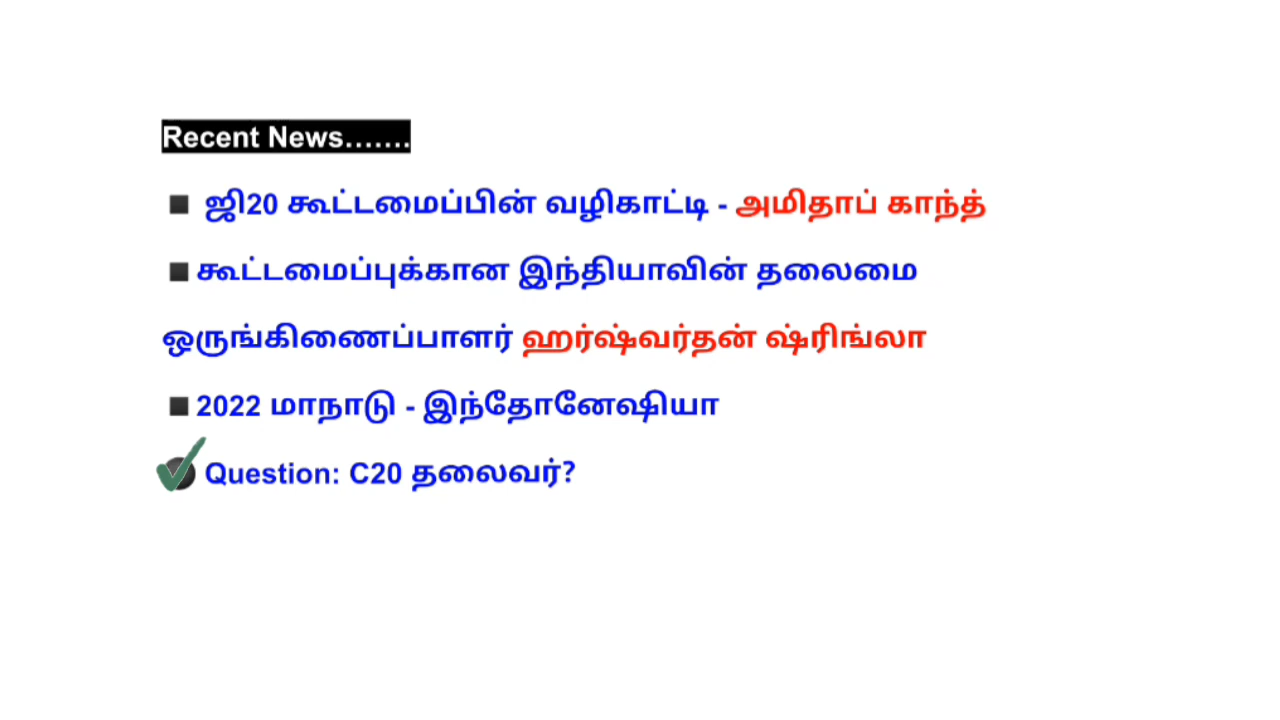 Recent News.......
ஜி20 கூட்டமைப்பின் வழிகாட்டி - அமிதாப் காந்த்
கூட்டமைப்புக்கான இந்தியாவின் தலைமை
ஒருங்கிணைப்பாளர் ஹர்ஷ்வர்தன் ஷ்ரிங்லா
2022 மாநாடு - இந்தோனேஷியா
Question: C20 தலைவர்?